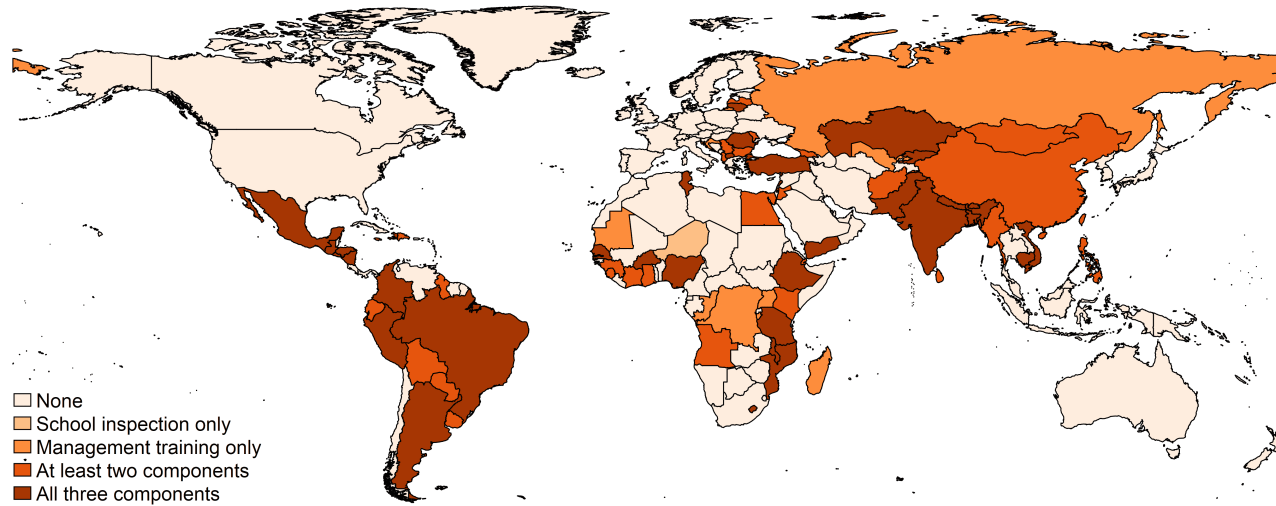 None
School inspection only
Management training only
At least two components
All three components